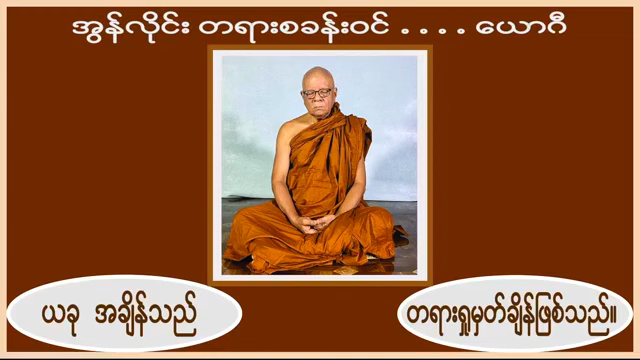 အွန်လိုင်း တရားစခန်းဝင် . . . . ယောဂီ
ယခု အချိန်သည်
တရားရှုမှတ်ချိန်ဖြစ်သည်။